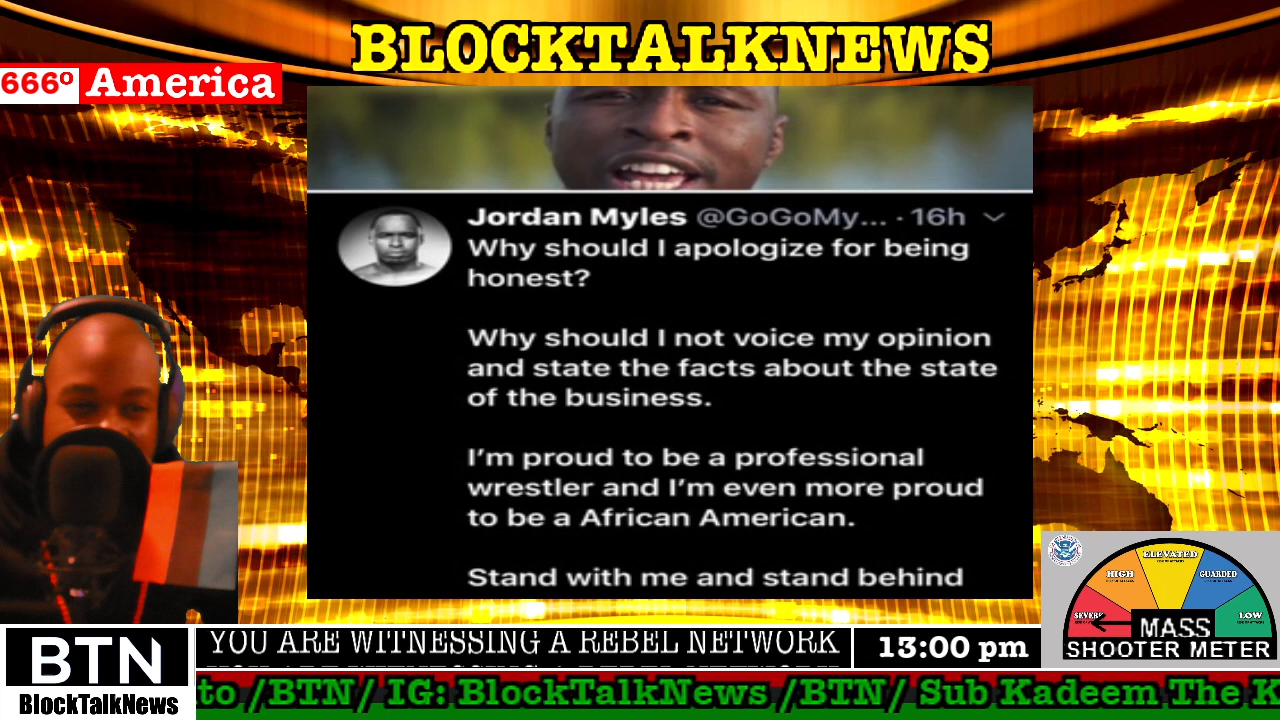 BLOCKTALKNEWS
666º America
Jordan Myles @GoGoMy... · 16h
Why should I apologize for being
honest?
Why should I not voice my opinion
and state the facts about the state
of the business.
I'm proud to be a professional
wrestler and I'm even more proud
to be a African American.
Stand with me and stand behind
SEVERE
HIGH
ELEVATED
GUARDED
LOW
MASS
SHOOTER METER
BTN
BlockTalkNews
YOU ARE WITNESSING A REBEL NETWORK
13:00 pm
to /BTN/ IG: BlockTalkNews /BTN/ Sub Kadeem The K